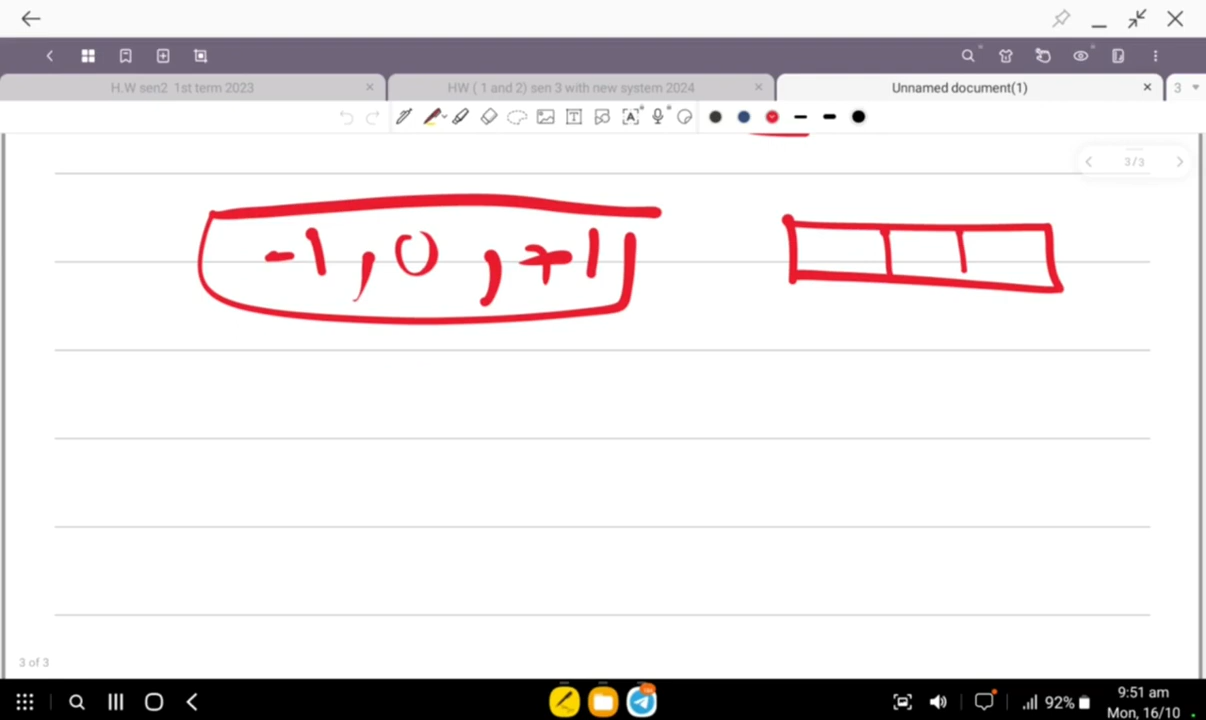 H.W sen2 1st term 2023
HW ( 1 and 2) sen 3 with new system 2024
Unnamed document(1)
3
3/3
-1, 0, +1
3 of 3
92%
9:51 am
Mon, 16/10